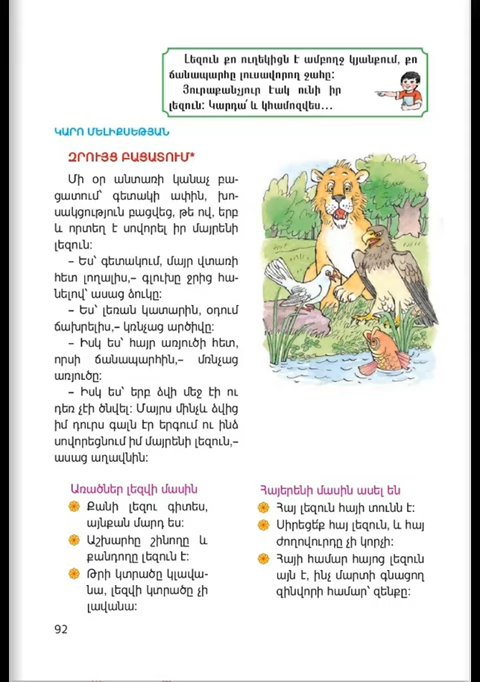 Լեզուն քո ուղեկիցն է ամբողջ կյանքում, քո
ճանապարհը լուսավորող ջահը:
Յուրաքանչյուր էակ ունի իր
լեզուն: Կարդա՛ և կհամոզվես...
ԿԱՐՈ ՄԵԼԻՔՍԵԹՅԱՆ
ԶՐՈՒՅՑ ԲԱՑԱՏՈՒՄ*
Մի օր անտառի կանաչ բա-
ցատում՝ գետակի ափին, խո-
սակցություն բացվեց, թե ով, երբ
և որտեղ է սովորել իր մայրենի
լեզուն:
– Ես՝ գետակում, մայր վտառի
հետ լողալիս,– գլուխը ջրից հա-
նելով՝ ասաց ձուկը:
– Ես՝ լեռան կատարին, օդում
ճախրելիս,– կռնչաց արծիվը:
– Իսկ ես՝ հայր առյուծի հետ,
որսի ճանապարհին,– մռնչաց
առյուծը:
– Իսկ ես՝ երբ ձվի մեջ էի ու
դեռ չէի ծնվել: Մայրս մինչև ձվից
իմ դուրս գալն էր երգում ու ինձ
սովորեցնում իմ մայրենի լեզուն,–
ասաց աղավնին:
Առածներ լեզվի մասին
Քանի լեզու գիտես,
այնքան մարդ ես:
Աշխարհը շինողը և
քանդողը լեզուն է:
Թրի կտրածը կլավա-
նա, լեզվի կտրածը չի
լավանա:
Հայերենի մասին ասել են
Հայ լեզուն հայի տունն է:
Սիրեցե՛ք հայ լեզուն, և հայ
ժողովուրդը չի կորչի:
Հայի համար հայոց լեզուն
այն է, ինչ մարտի գնացող
զինվորի համար՝ զենքը:
92